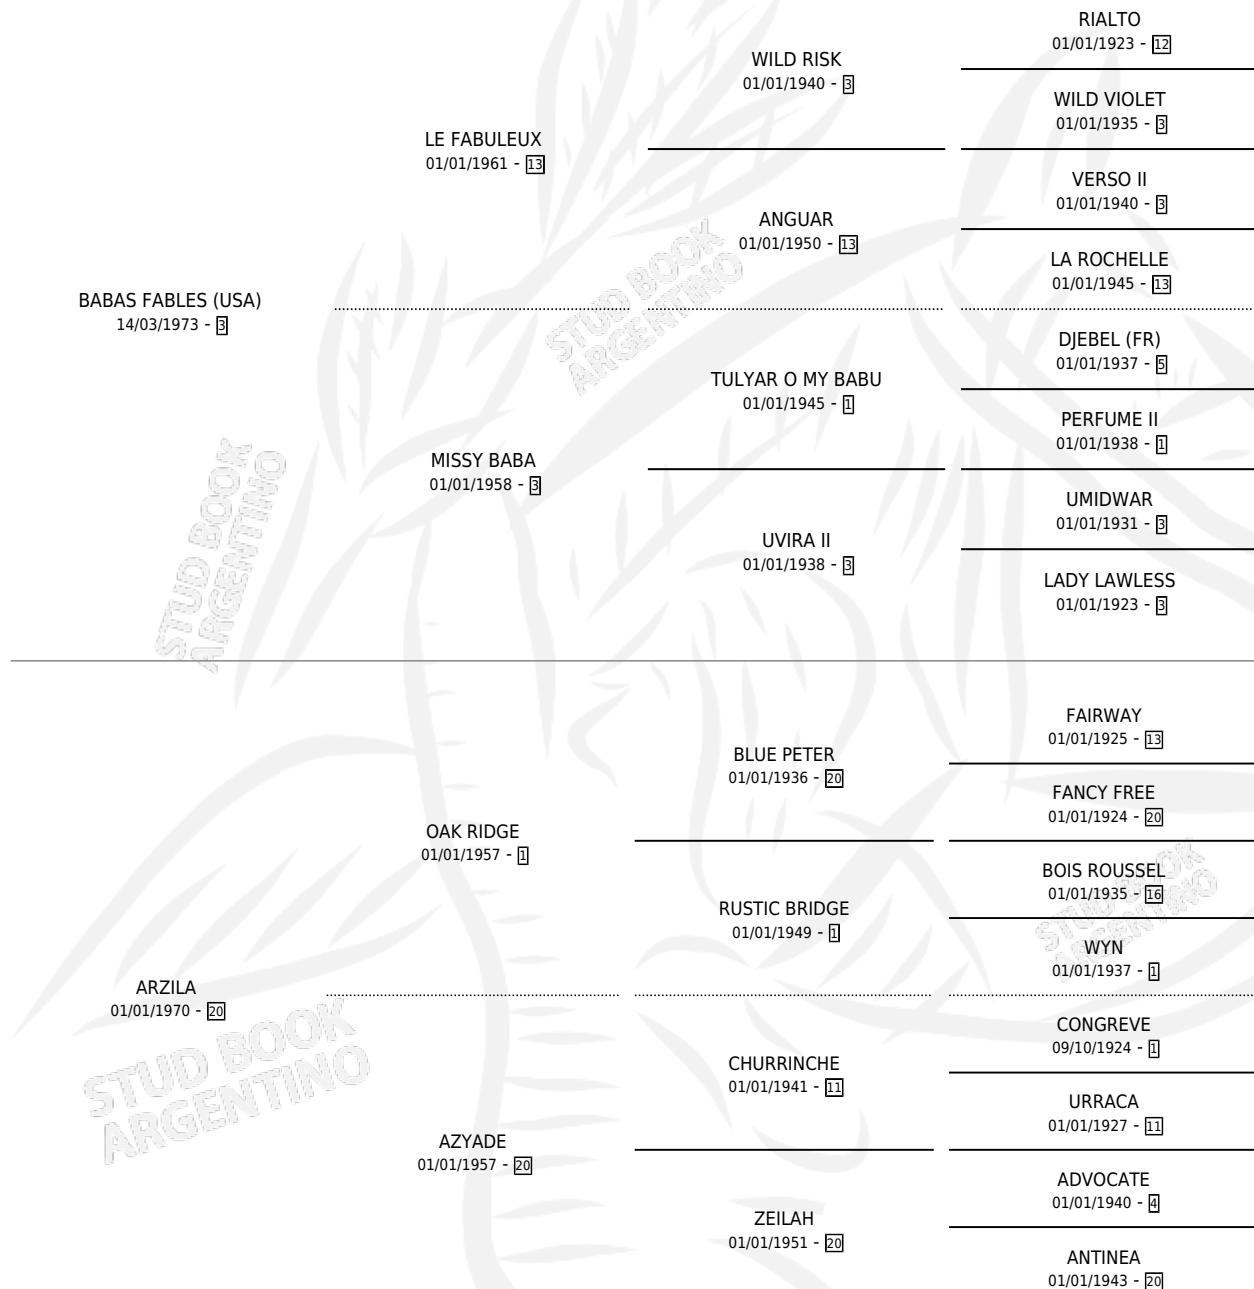 RIALTO
01/01/1923 - 12
WILD RISK
01/01/1940 - 3
WILD VIOLET
01/01/1935 - 3
LE FABULEUX
01/01/1961 - 13
VERSO II
01/01/1940 - 3
ANGUAR
01/01/1950 - 13
LA ROCHELLE
01/01/1945 - 13
BABAS FABLES (USA)
14/03/1973 - 3
DJEBEL (FR)
01/01/1937 - 5
TULYAR O MY BABU
01/01/1945 - 1
PERFUME II
01/01/1938 - 1
MISSY BABA
01/01/1958 - 3
UMIDWAR
01/01/1931 - 3
UVIRA II
01/01/1938 - 3
LADY LAWLESS
01/01/1923 - 3
FAIRWAY
01/01/1925 - 13
BLUE PETER
01/01/1936 - 20
FANCY FREE
01/01/1924 - 20
OAK RIDGE
01/01/1957 - 1
BOIS ROUSSEL
01/01/1935 - 16
RUSTIC BRIDGE
01/01/1949 - 1
WYN
01/01/1937 - 1
ARZILA
01/01/1970 - 20
CONGREVE
09/10/1924 - 1
CHURRINCHE
01/01/1941 - 11
URRACA
01/01/1927 - 11
AZYADE
01/01/1957 - 20
ADVOCATE
01/01/1940 - 4
ZEILAH
01/01/1951 - 20
ANTINEA
01/01/1943 - 20
STUD BOOK
ARGENTINO
STUD BOOK
ARGENTINO
STUD BOOK
ARGENTINO
STUD BOOK
ARGENTINO